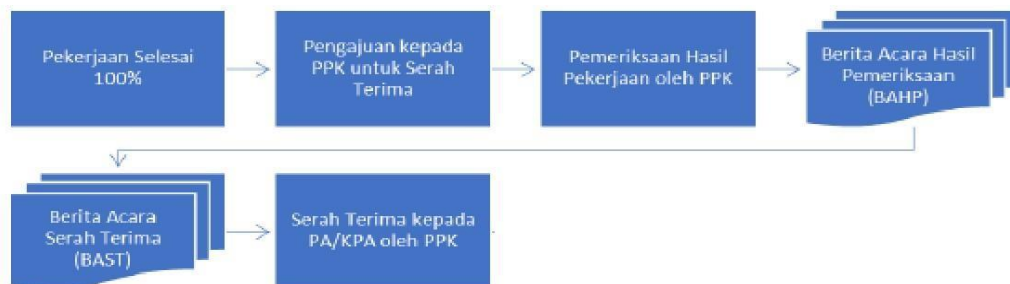 Pekerjaan Selesai
100%
Pengajuan kepada
PPK untuk Serah
Terima
Pemeriksaan Hasil
Pekerjaan oleh PPK
Berita Acara Hasil
Pemeriksaan
(BAHP)
Berita Acara
Serah Terima
(BAST)
Serah Terima kepada
PA/KPA oleh PPK